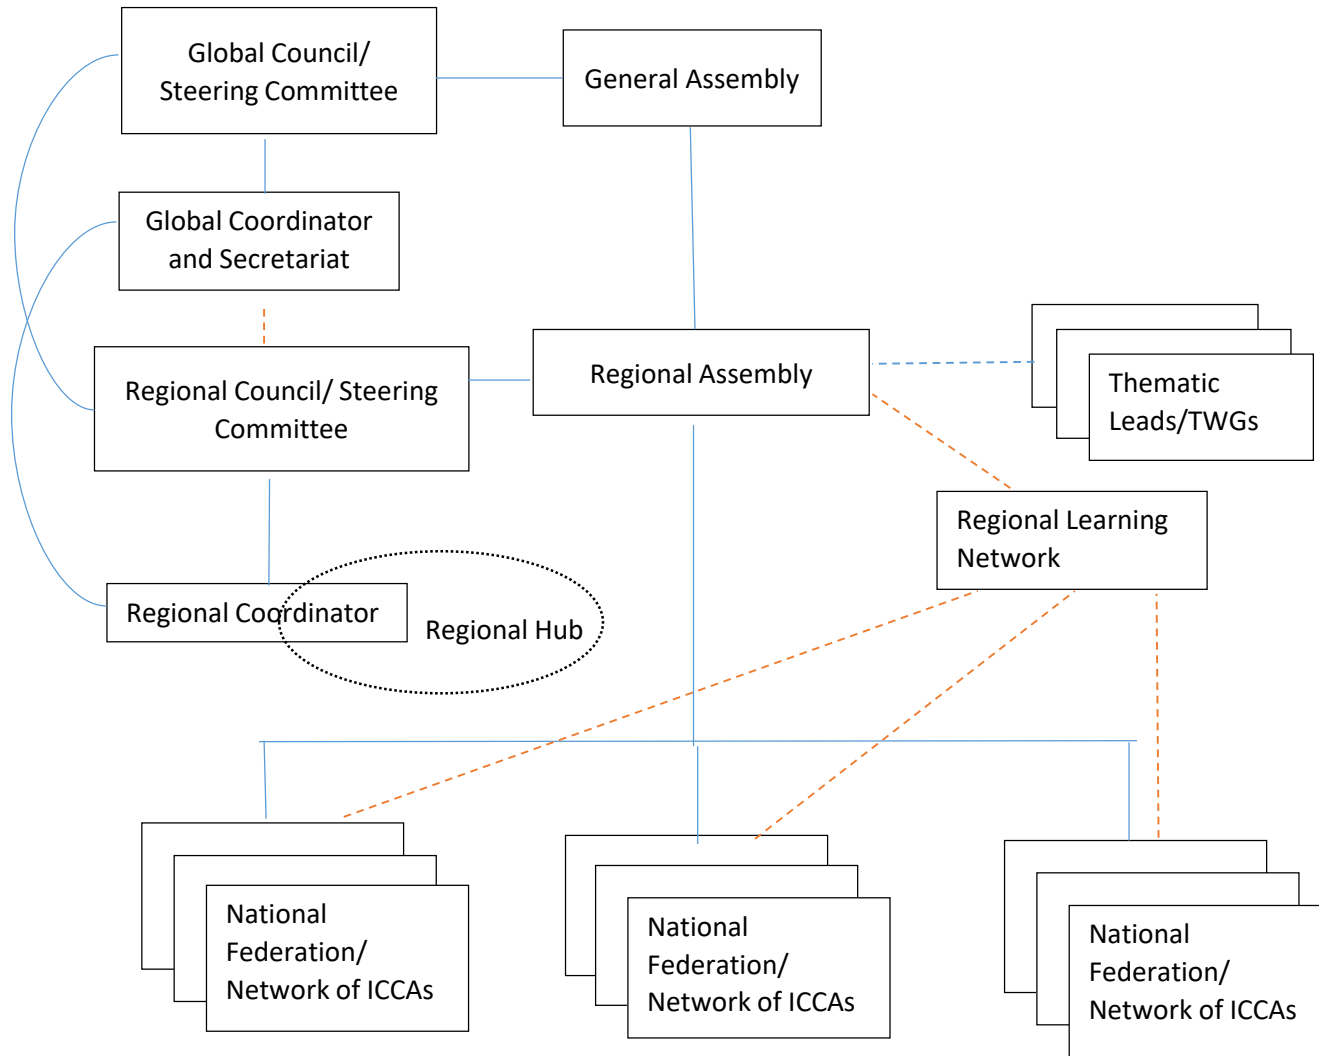 Global Council/
Steering Committee
General Assembly
Global Coordinator
and Secretariat
Regional Council/ Steering
Committee
Regional Assembly
Thematic
Leads/TWGs
Regional Learning
Network
Regional Coordinator
Regional Hub
National
Federation/
Network of ICCAs
National
Federation/
Network of ICCAs
National
Federation/
Network of ICCAs